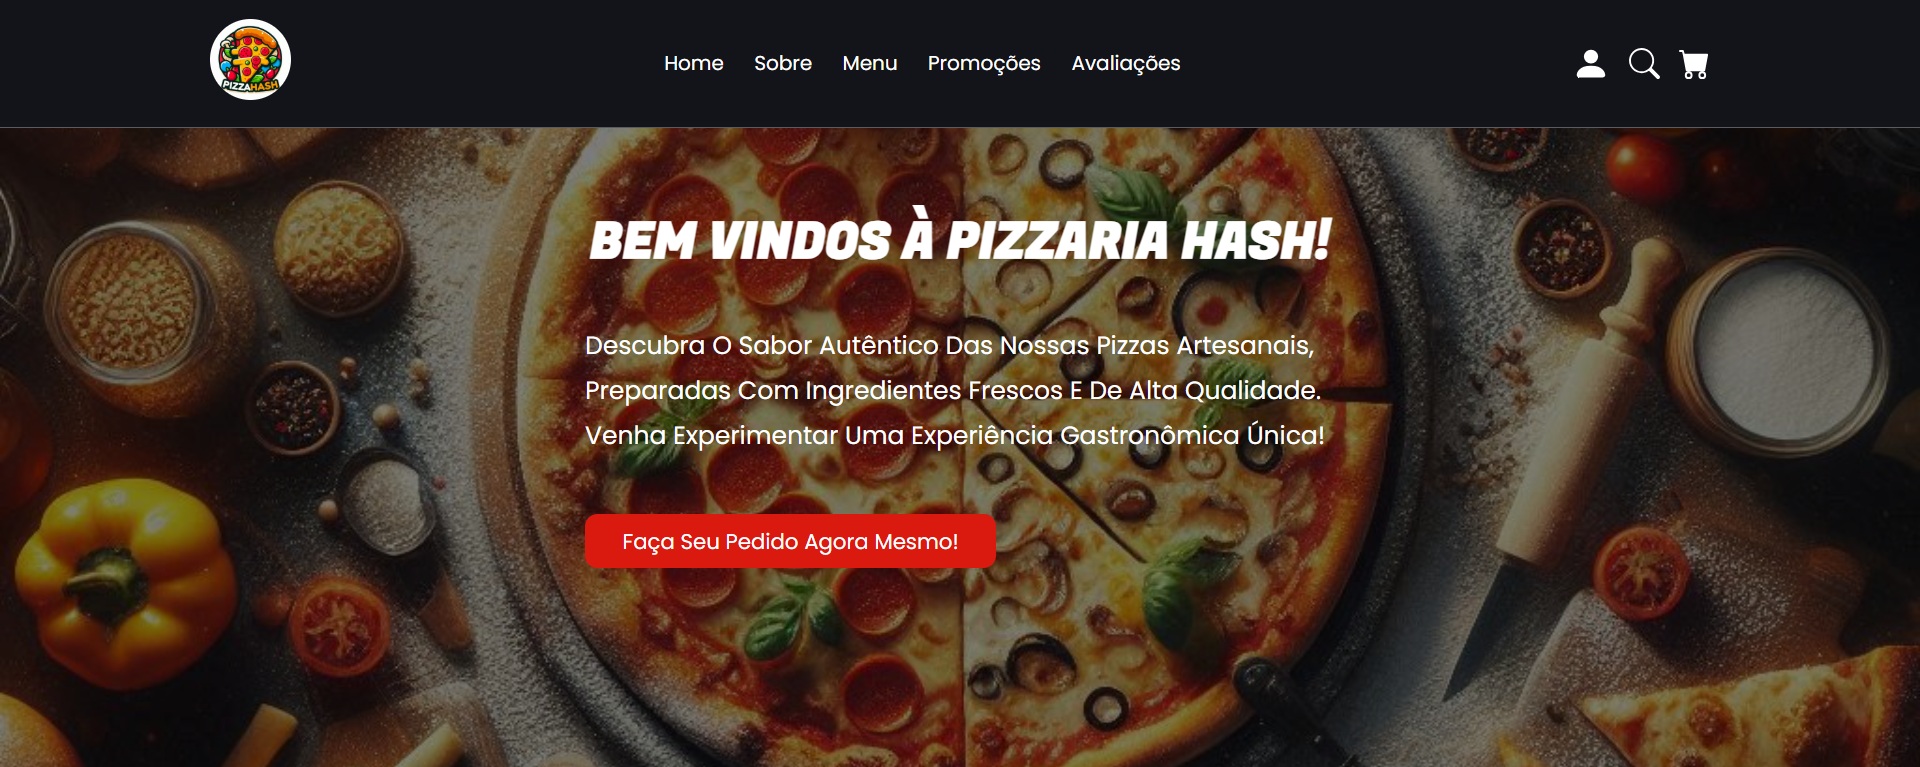 PIZZAHASH
Home Sobre Menu Promoções Avaliações
BEM VINDOS À PIZZARIA HASH!
Descubra O Sabor Autêntico Das Nossas Pizzas Artesanais,
Preparadas Com Ingredientes Frescos E De Alta Qualidade.
Venha Experimentar Uma Experiência Gastronômica Única!
Faça Seu Pedido Agora Mesmo!